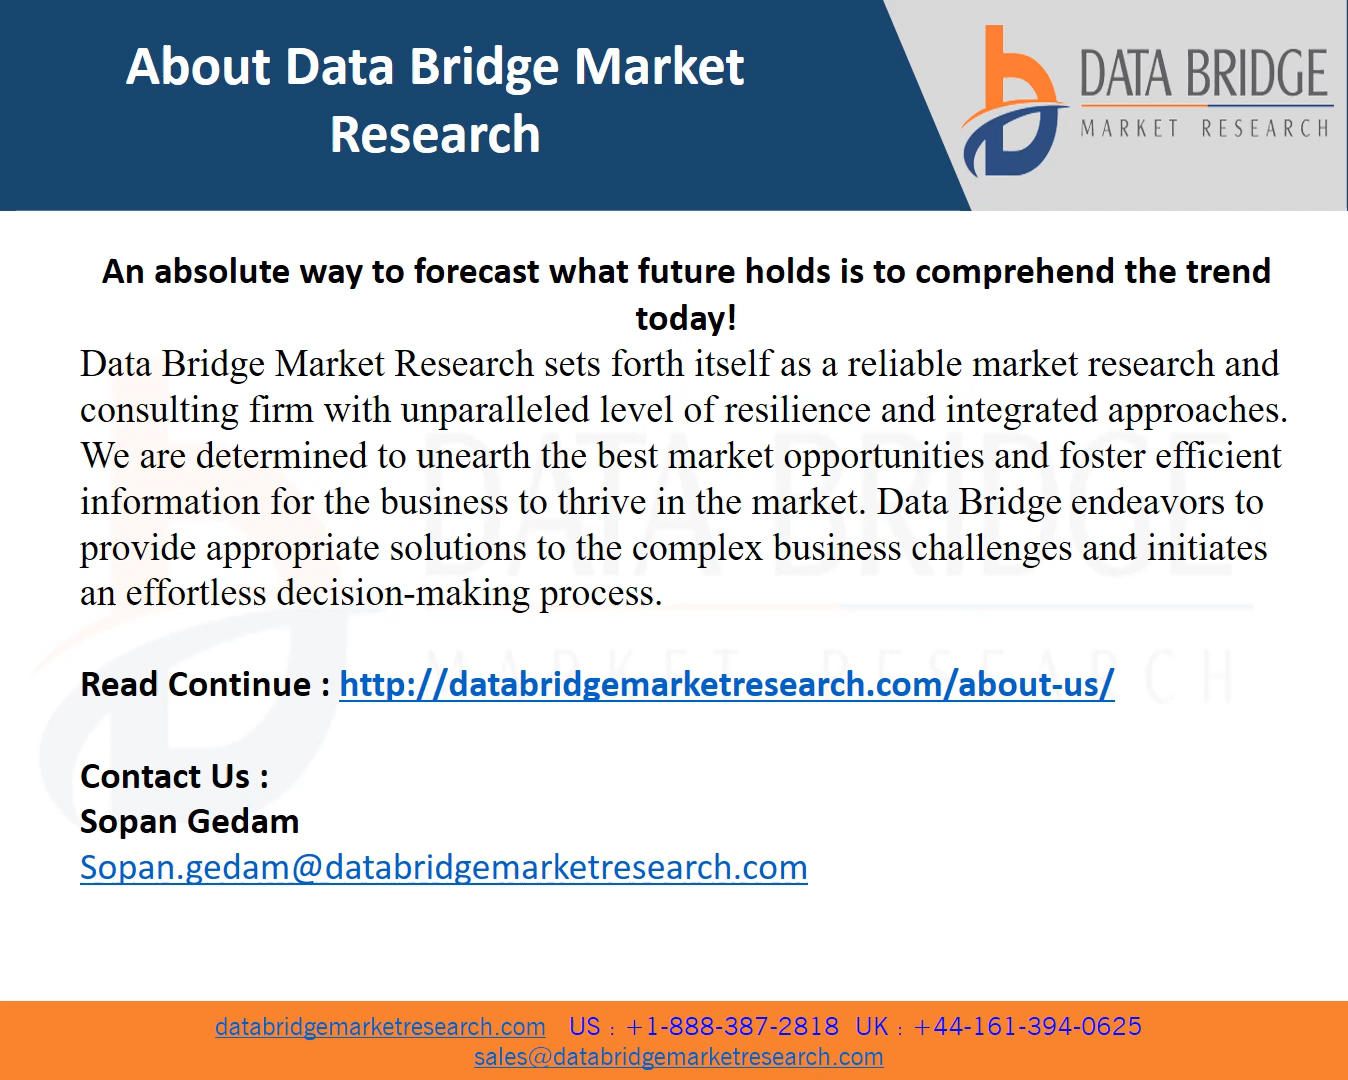 About Data Bridge Market
Research
DATA BRIDGE
MARKET RESEARCH
An absolute way to forecast what future holds is to comprehend the trend
today!
Data Bridge Market Research sets forth itself as a reliable market research and
consulting firm with unparalleled level of resilience and integrated approaches.
We are determined to unearth the best market opportunities and foster efficient
information for the business to thrive in the market. Data Bridge endeavors to
provide appropriate solutions to the complex business challenges and initiates
an effortless decision-making process.
DATA BRIDGE
MARKET RESEARCH
Read Continue : http://databridgemarketresearch.com/about-us/
Contact Us :
Sopan Gedam
Sopan.gedam@databridgemarketresearch.com
databridgemarketresearch.com US : +1-888-387-2818 UK : +44-161-394-0625
sales@databridgemarketresearch.com